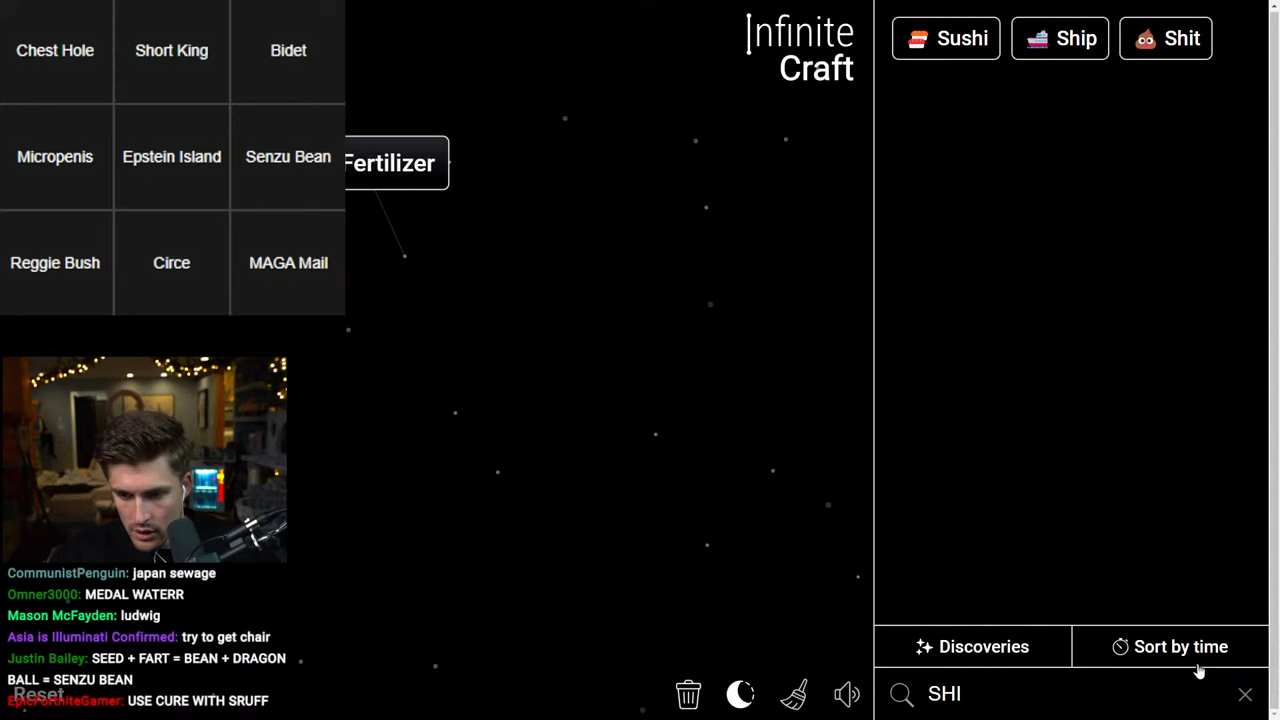 Chest Hole
Short King
Bidet
Micropenis
Epstein Island
Senzu Bean
Reggie Bush
Circe
MAGA Mail
Fertilizer
Infinite
Craft
Sushi
Ship
Shit
CommunistPenguin: japan sewage
Omner3000: MEDAL WATERR
Mason McFayden: ludwig
Asia is Illuminati Confirmed: try to get chair
Justin Bailey: SEED + FART = BEAN + DRAGON
BALL = SENZU BEAN
EpicFortniteGamer: USE CURE WITH SRUFF
Reset
Discoveries
Sort by time
SHI